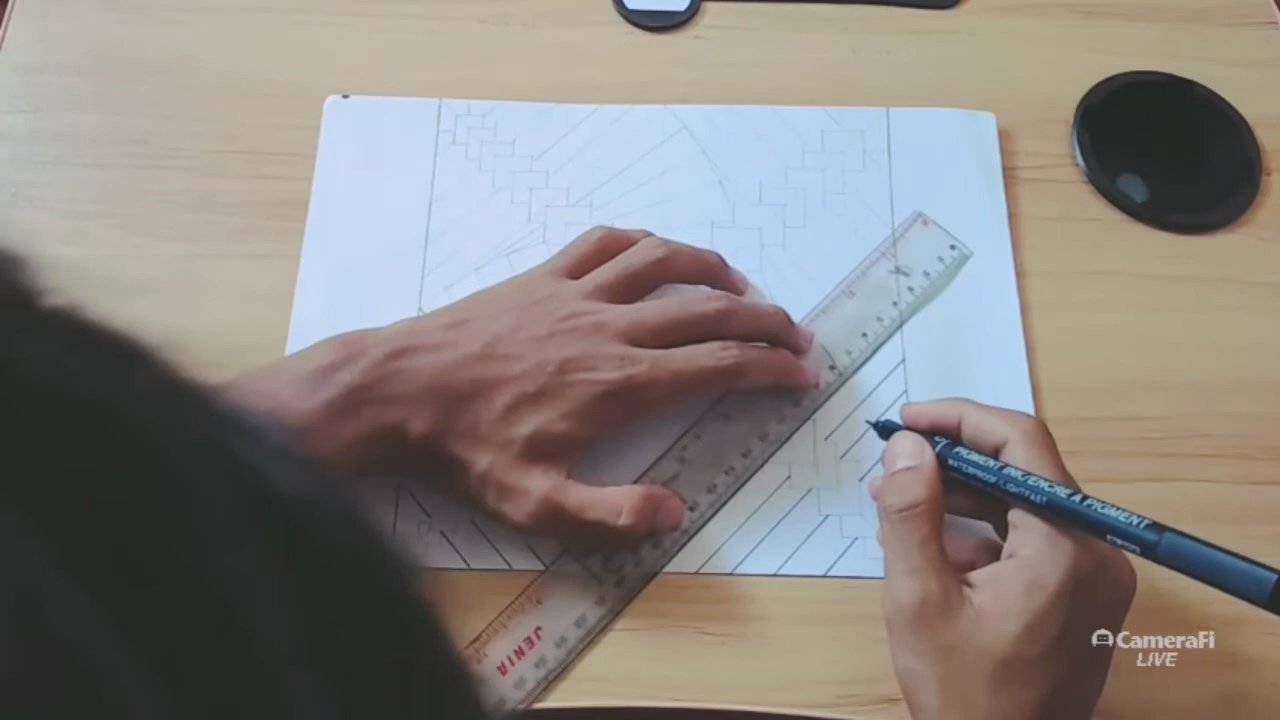 PIGMENT INK/ENCRE A PIGMENT
WATERPROOF·LIGHTFAST
JENIA
CameraFi
LIVE